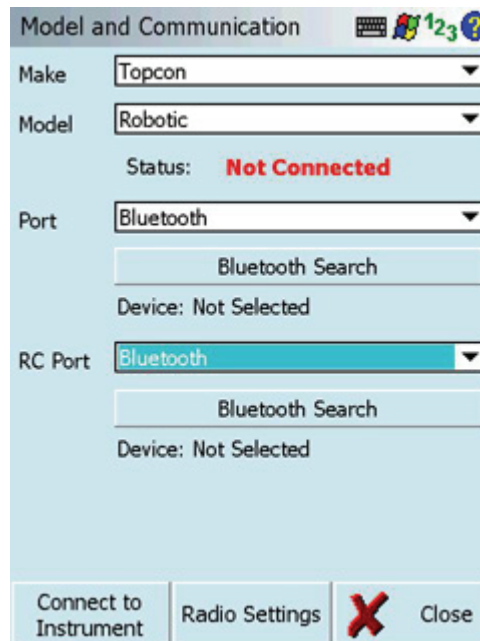 Model and Communication 123 ?
Make Topcon
Model Robotic
Status: Not Connected
Port Bluetooth
Bluetooth Search
Device: Not Selected
RC Port Bluetooth
Bluetooth Search
Device: Not Selected
Connect to Instrument Radio Settings Close